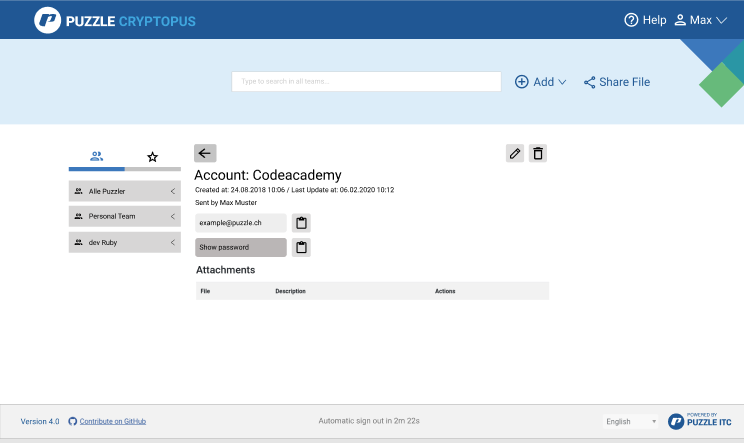 PUZZLE CRYPTOPUS
Help
Max
Type to search in all teams...
Add
Share File
Alle Puzzler
Personal Team
dev Ruby
Account: Codeacademy
Created at: 24.08.2018 10:06 / Last Update at: 06.02.2020 10:12
Sent by Max Muster
example@puzzle.ch
Show password
Attachments
File Description Actions
Version 4.0
Contribute on GitHub
Automatic sign out in 2m 22s
English
POWERED BY
PUZZLE ITC